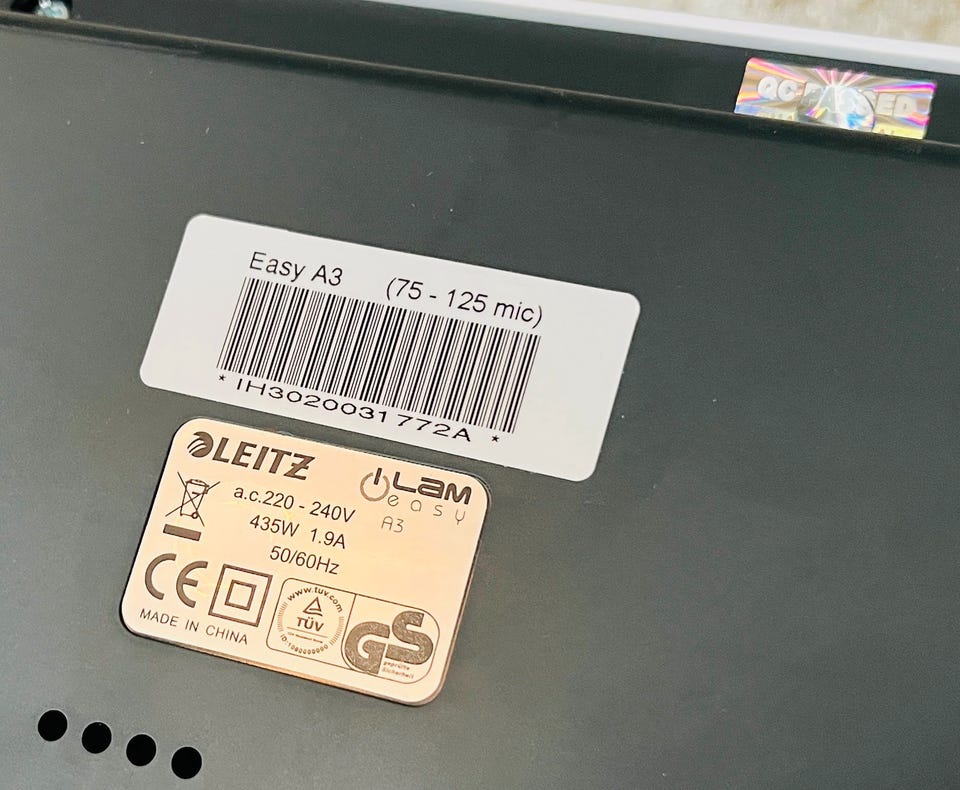 QC PASSED
Easy A3 (75 - 125 mic)
*IH3020031772A *
LEITZ
iLAM
easy
A3
a.c.220 - 240V
435W 1.9A
50/60Hz
CE
MADE IN CHINA
www.tuv.com
TÜV
GS
geprüfte
Sicherheit